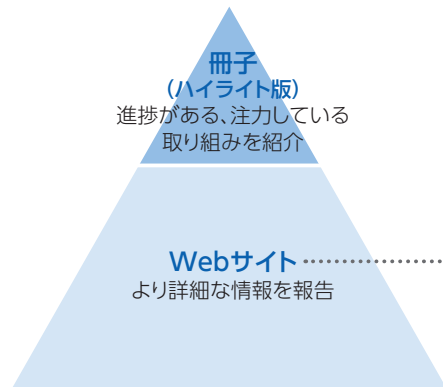 冊子
（ハイライト版）
進捗がある、注力している
取り組みを紹介
Webサイト
より詳細な情報を報告